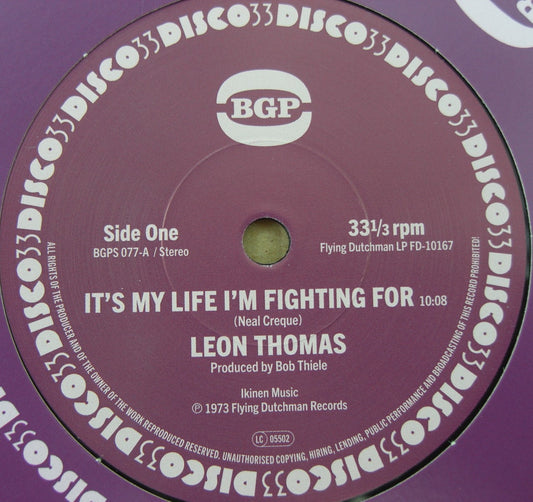 DISCO33DISCO33DISCO33DISCO33DISCO33DISCO33DISCO33DISCO33DISCO33DISCO33
BGP
BGP
Side One
BGPS 077-A / Stereo
33 1/3 rpm
Flying Dutchman LP FD-10167
IT'S MY LIFE I'M FIGHTING FOR 10:08
(Neal Creque)
LEON THOMAS
Produced by Bob Thiele
Ikinen Music
℗ 1973 Flying Dutchman Records
LC 05502
ALL RIGHTS OF THE PRODUCER AND OF THE OWNER OF THE WORK REPRODUCED RESERVED. UNAUTHORISED COPYING, HIRING, LENDING, PUBLIC PERFORMANCE AND BROADCASTING OF THIS RECORD PROHIBITED!